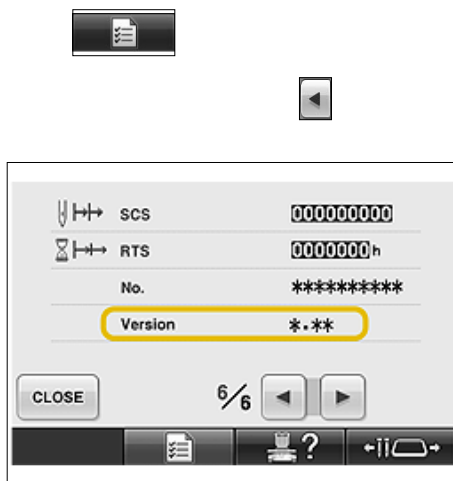 SCS 000000000
RTS 0000000h
No. **********
Version *.**
CLOSE 6/6
?